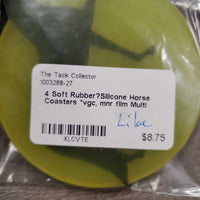 The Tack Collector
1003268-27
4 Soft Rubber?Silicone Horse
Coasters *vgc, mnr film Multi
Lilac
$8.75
XLCVTE